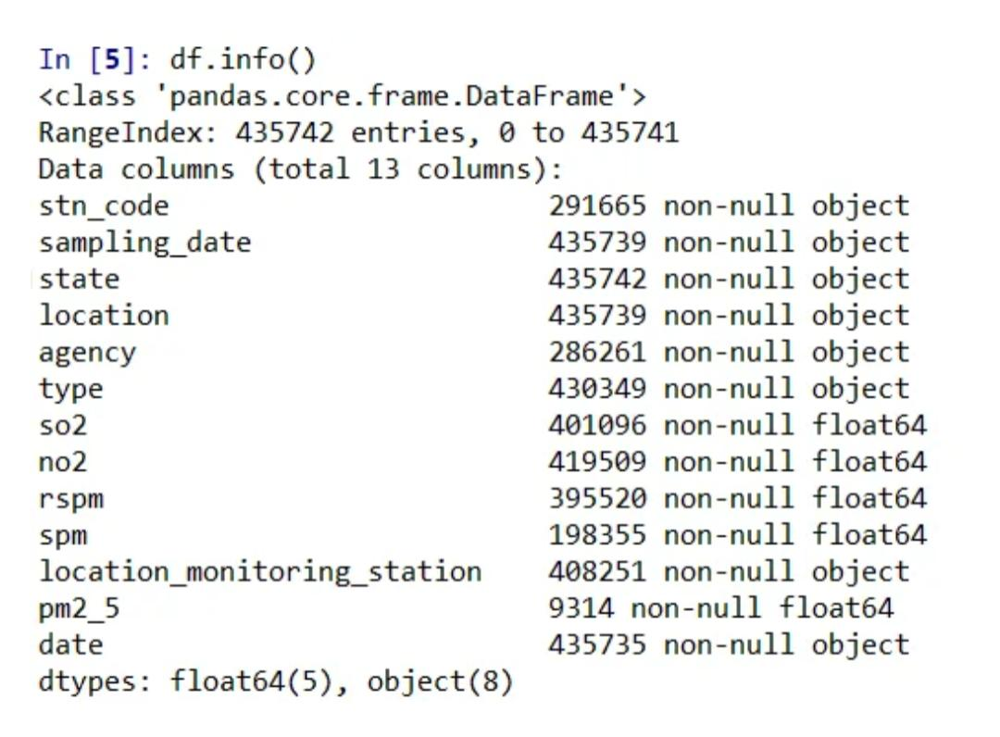 In [5]: df.info()
<class 'pandas.core.frame.DataFrame'>
RangeIndex: 435742 entries, 0 to 435741
Data columns (total 13 columns):
stn_code                       291665 non-null object
sampling_date                  435739 non-null object
state                          435742 non-null object
location                       435739 non-null object
agency                         286261 non-null object
type                           430349 non-null object
so2                            401096 non-null float64
no2                            419509 non-null float64
rspm                           395520 non-null float64
spm                            198355 non-null float64
location_monitoring_station    408251 non-null object
pm2_5                          9314 non-null float64
date                           435735 non-null object
dtypes: float64(5), object(8)